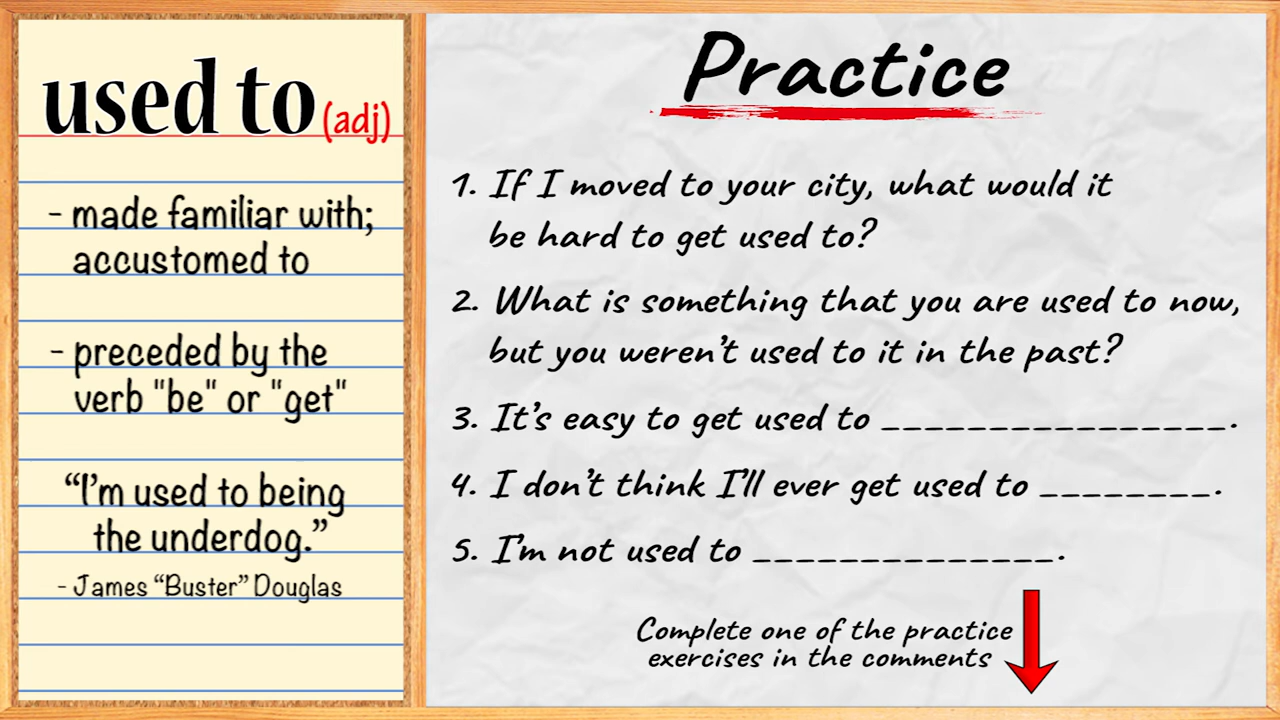 used to (adj)
- made familiar with;
accustomed to
- preceded by the
verb "be" or "get"
“I’m used to being
the underdog.”
- James “Buster” Douglas
Practice
1. If I moved to your city, what would it
be hard to get used to?
2. What is something that you are used to now,
but you weren’t used to it in the past?
3. It’s easy to get used to ________________.
4. I don’t think I’ll ever get used to ________.
5. I’m not used to ______________.
Complete one of the practice
exercises in the comments